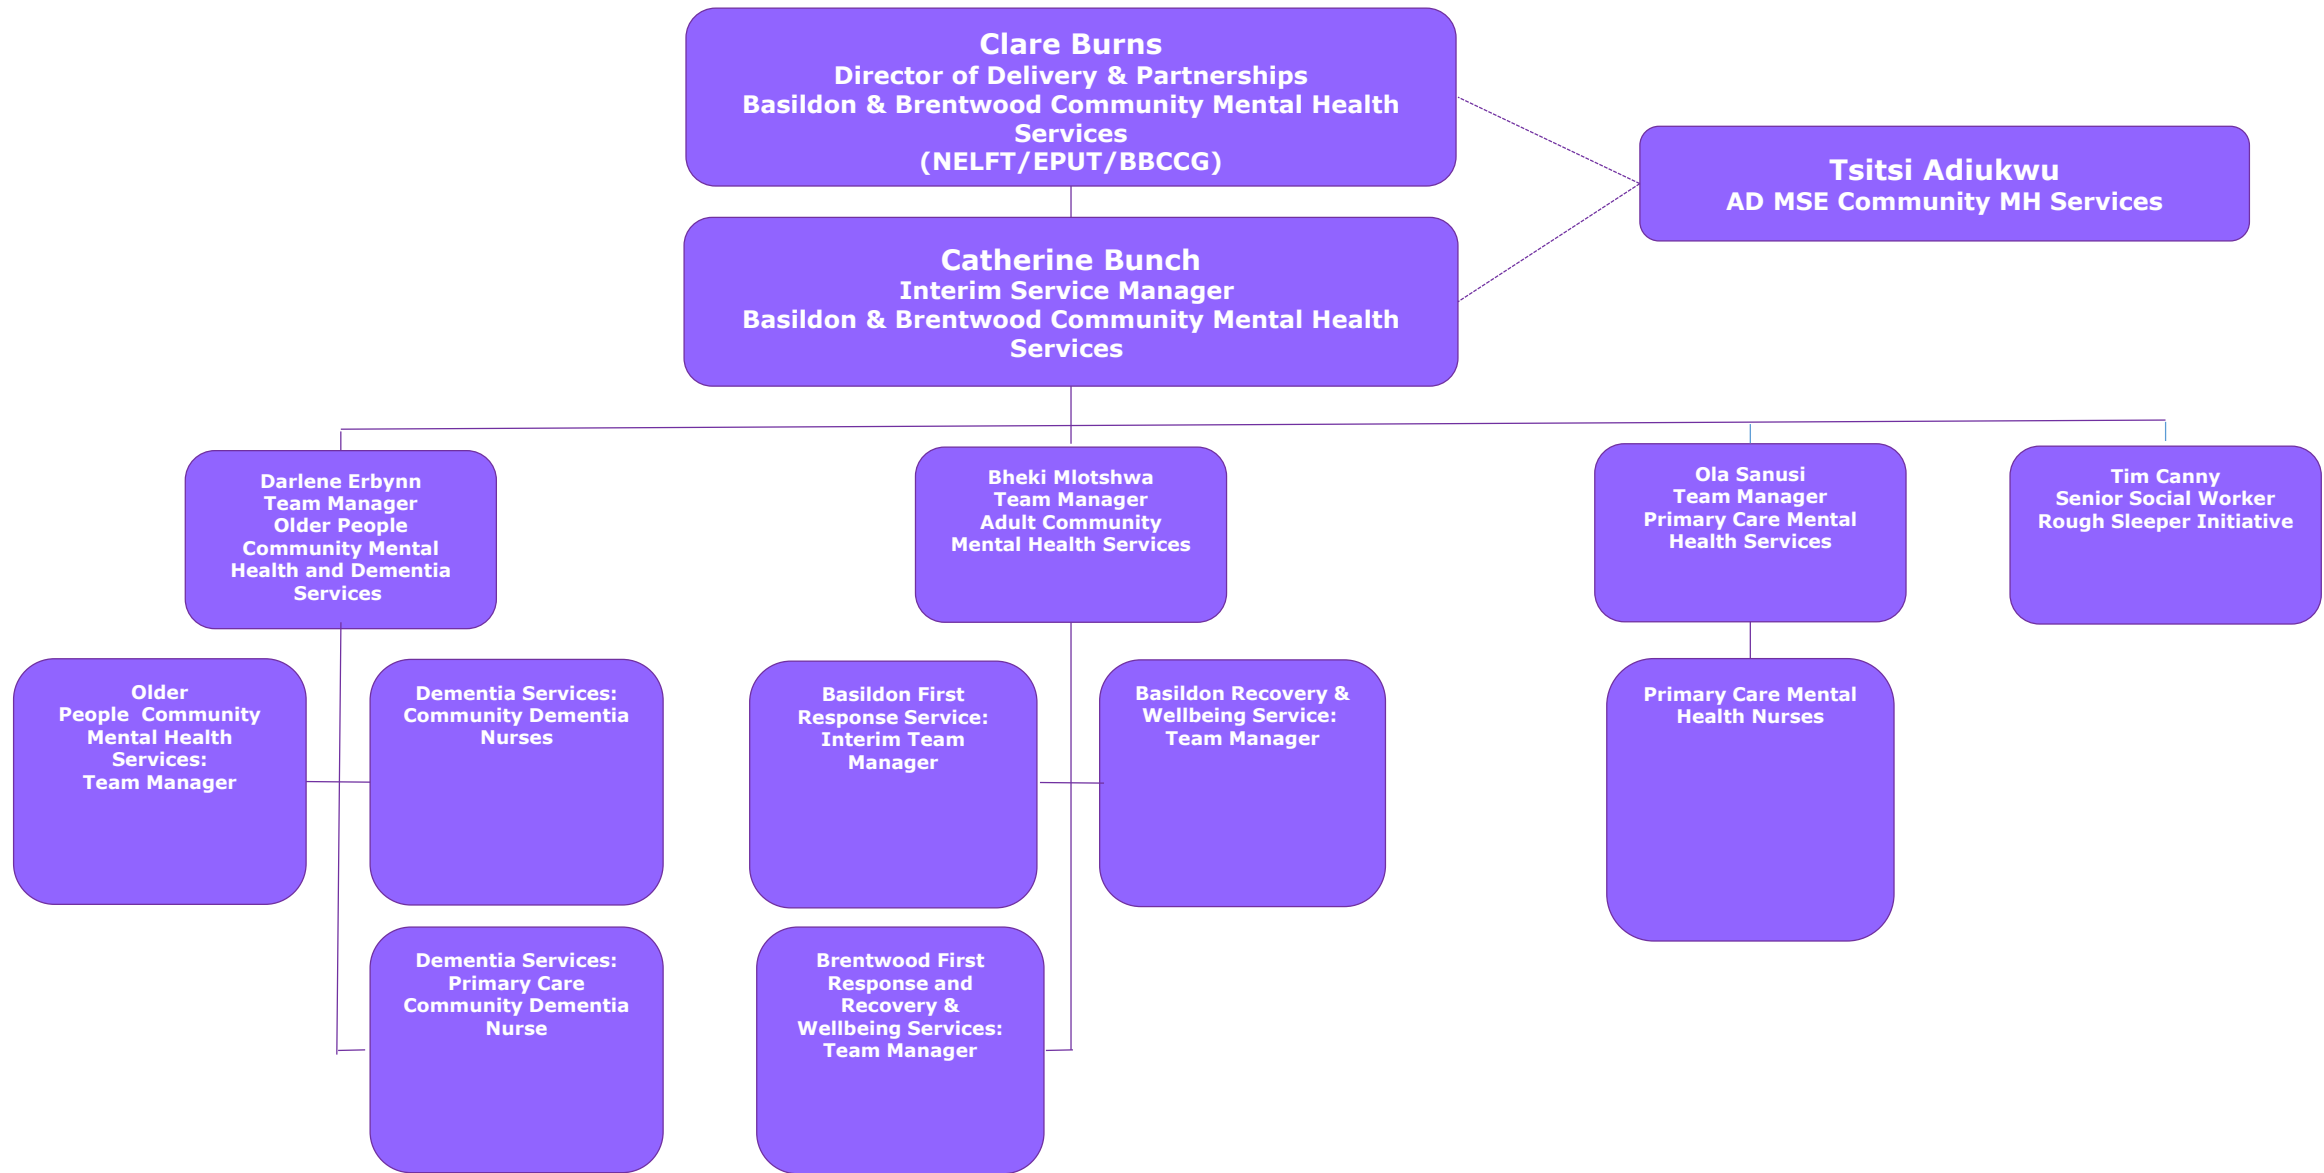 Clare Burns
Director of Delivery & Partnerships
Basildon & Brentwood Community Mental Health
Services
(NELFT/EPUT/BBCCG)
Tsitsi Adiukwu
AD MSE Community MH Services
Catherine Bunch
Interim Service Manager
Basildon & Brentwood Community Mental Health
Services
Darlene Erbynn
Team Manager
Older People
Community Mental
Health and Dementia
Services
Bheki Mlotshwa
Team Manager
Adult Community
Mental Health Services
Ola Sanusi
Team Manager
Primary Care Mental
Health Services
Tim Canny
Senior Social Worker
Rough Sleeper Initiative
Older
People  Community
Mental Health
Services:
Team Manager
Dementia Services:
Community Dementia
Nurses
Basildon First
Response Service:
Interim Team
Manager
Basildon Recovery &
Wellbeing Service:
Team Manager
Primary Care Mental
Health Nurses
Dementia Services:
Primary Care
Community Dementia
Nurse
Brentwood First
Response and
Recovery &
Wellbeing Services:
Team Manager